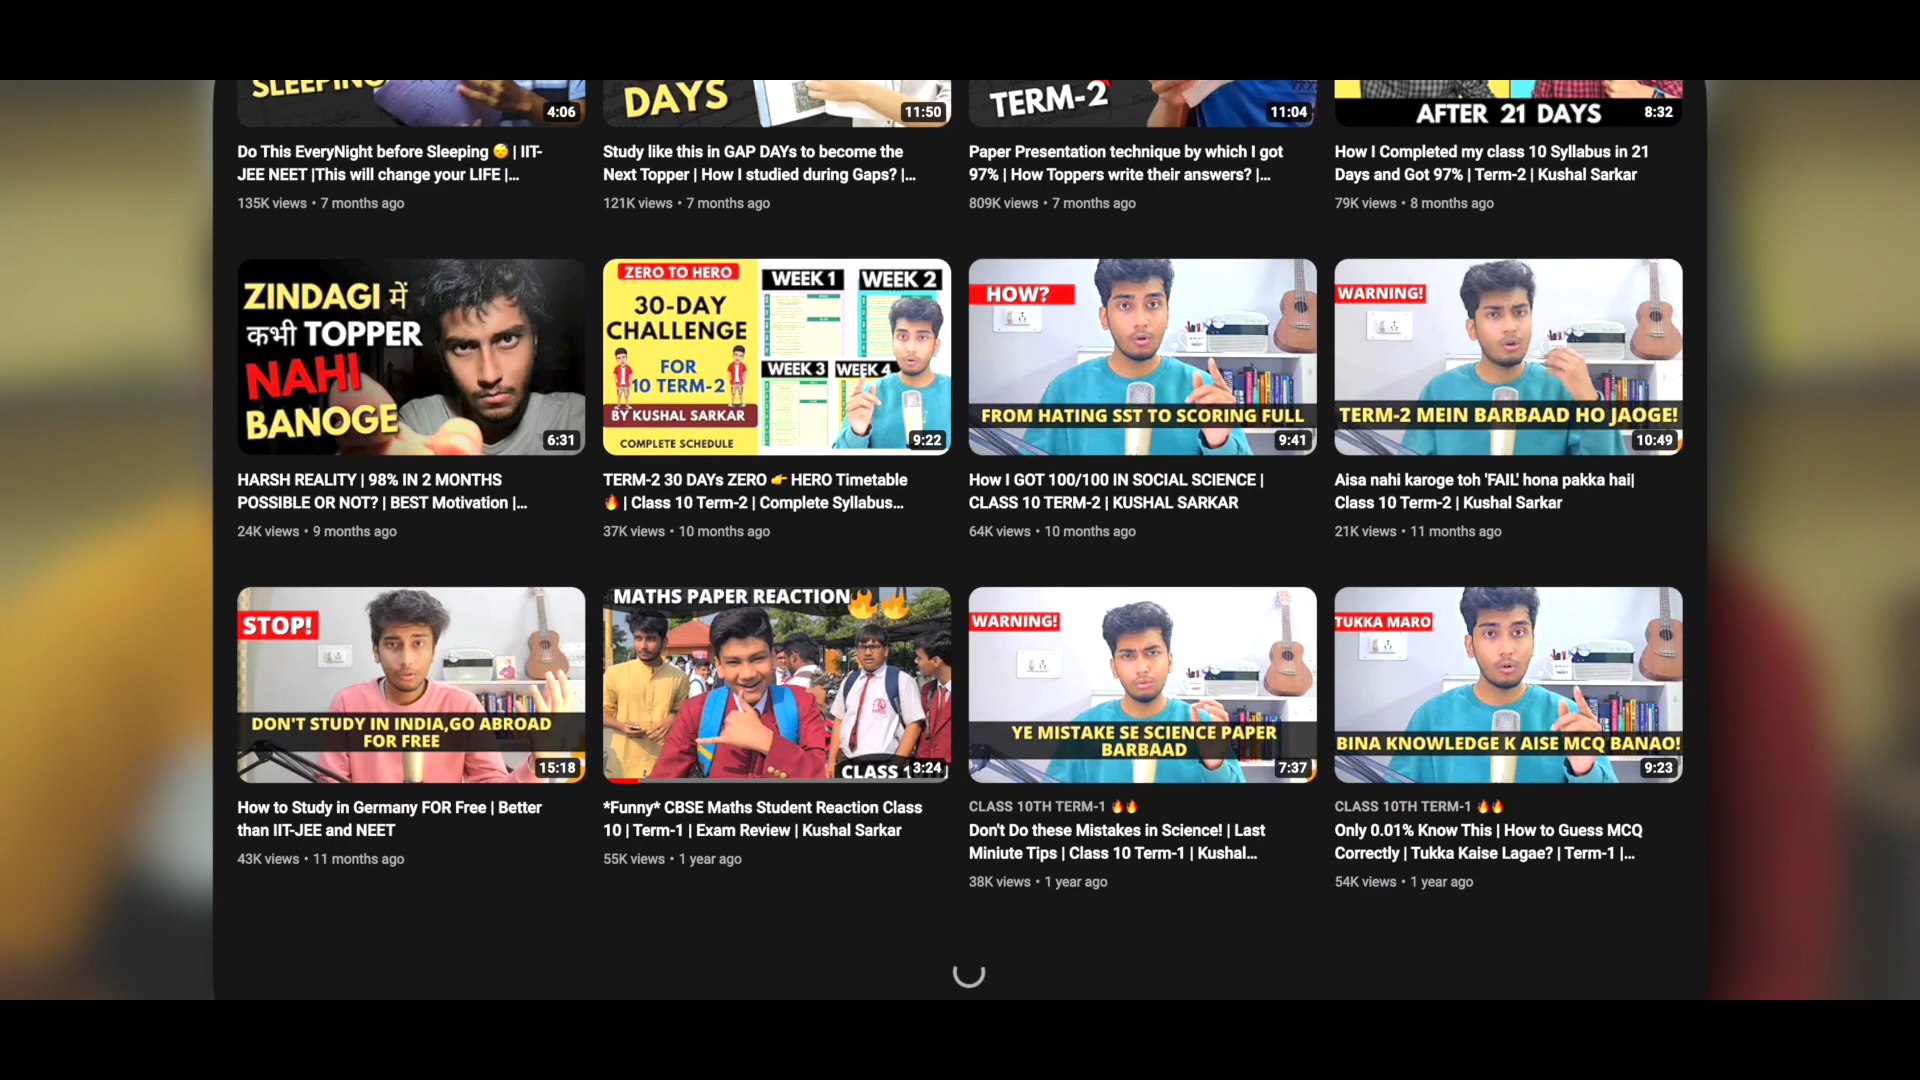 SLEEPING
4:06
DAYS
11:50
TERM-2
11:04
AFTER 21 DAYS
8:32
Do This EveryNight before Sleeping 😴 | IIT-
JEE NEET |This will change your LIFE |...
135K views • 7 months ago
Study like this in GAP DAYs to become the
Next Topper | How I studied during Gaps? |...
121K views • 7 months ago
Paper Presentation technique by which I got
97% | How Toppers write their answers? |...
809K views • 7 months ago
How I Completed my class 10 Syllabus in 21
Days and Got 97% | Term-2 | Kushal Sarkar
79K views • 8 months ago
ZINDAGI में
कभी TOPPER
NAHI
BANOGE
6:31
ZERO TO HERO
30-DAY
CHALLENGE
FOR
10 TERM-2
BY KUSHAL SARKAR
COMPLETE SCHEDULE
WEEK 1
WEEK 2
WEEK 3
WEEK 4
9:22
HOW?
FROM HATING SST TO SCORING FULL
9:41
WARNING!
TERM-2 MEIN BARBAAD HO JAOGE!
10:49
HARSH REALITY | 98% IN 2 MONTHS
POSSIBLE OR NOT? | BEST Motivation |...
24K views • 9 months ago
TERM-2 30 DAYs ZERO 👉 HERO Timetable
🔥 | Class 10 Term-2 | Complete Syllabus...
37K views • 10 months ago
How I GOT 100/100 IN SOCIAL SCIENCE |
CLASS 10 TERM-2 | KUSHAL SARKAR
64K views • 10 months ago
Aisa nahi karoge toh 'FAIL' hona pakka hai|
Class 10 Term-2 | Kushal Sarkar
21K views • 11 months ago
STOP!
DON'T STUDY IN INDIA,GO ABROAD
FOR FREE
15:18
MATHS PAPER REACTION🔥🔥
CLASS 1
3:24
WARNING!
YE MISTAKE SE SCIENCE PAPER
BARBAAD
7:37
TUKKA MARO
BINA KNOWLEDGE K AISE MCQ BANAO!
9:23
How to Study in Germany FOR Free | Better
than IIT-JEE and NEET
43K views • 11 months ago
*Funny* CBSE Maths Student Reaction Class
10 | Term-1 | Exam Review | Kushal Sarkar
55K views • 1 year ago
CLASS 10TH TERM-1 🔥🔥
Don't Do these Mistakes in Science! | Last
Miniute Tips | Class 10 Term-1 | Kushal...
38K views • 1 year ago
CLASS 10TH TERM-1 🔥🔥
Only 0.01% Know This | How to Guess MCQ
Correctly | Tukka Kaise Lagae? | Term-1 |...
54K views • 1 year ago